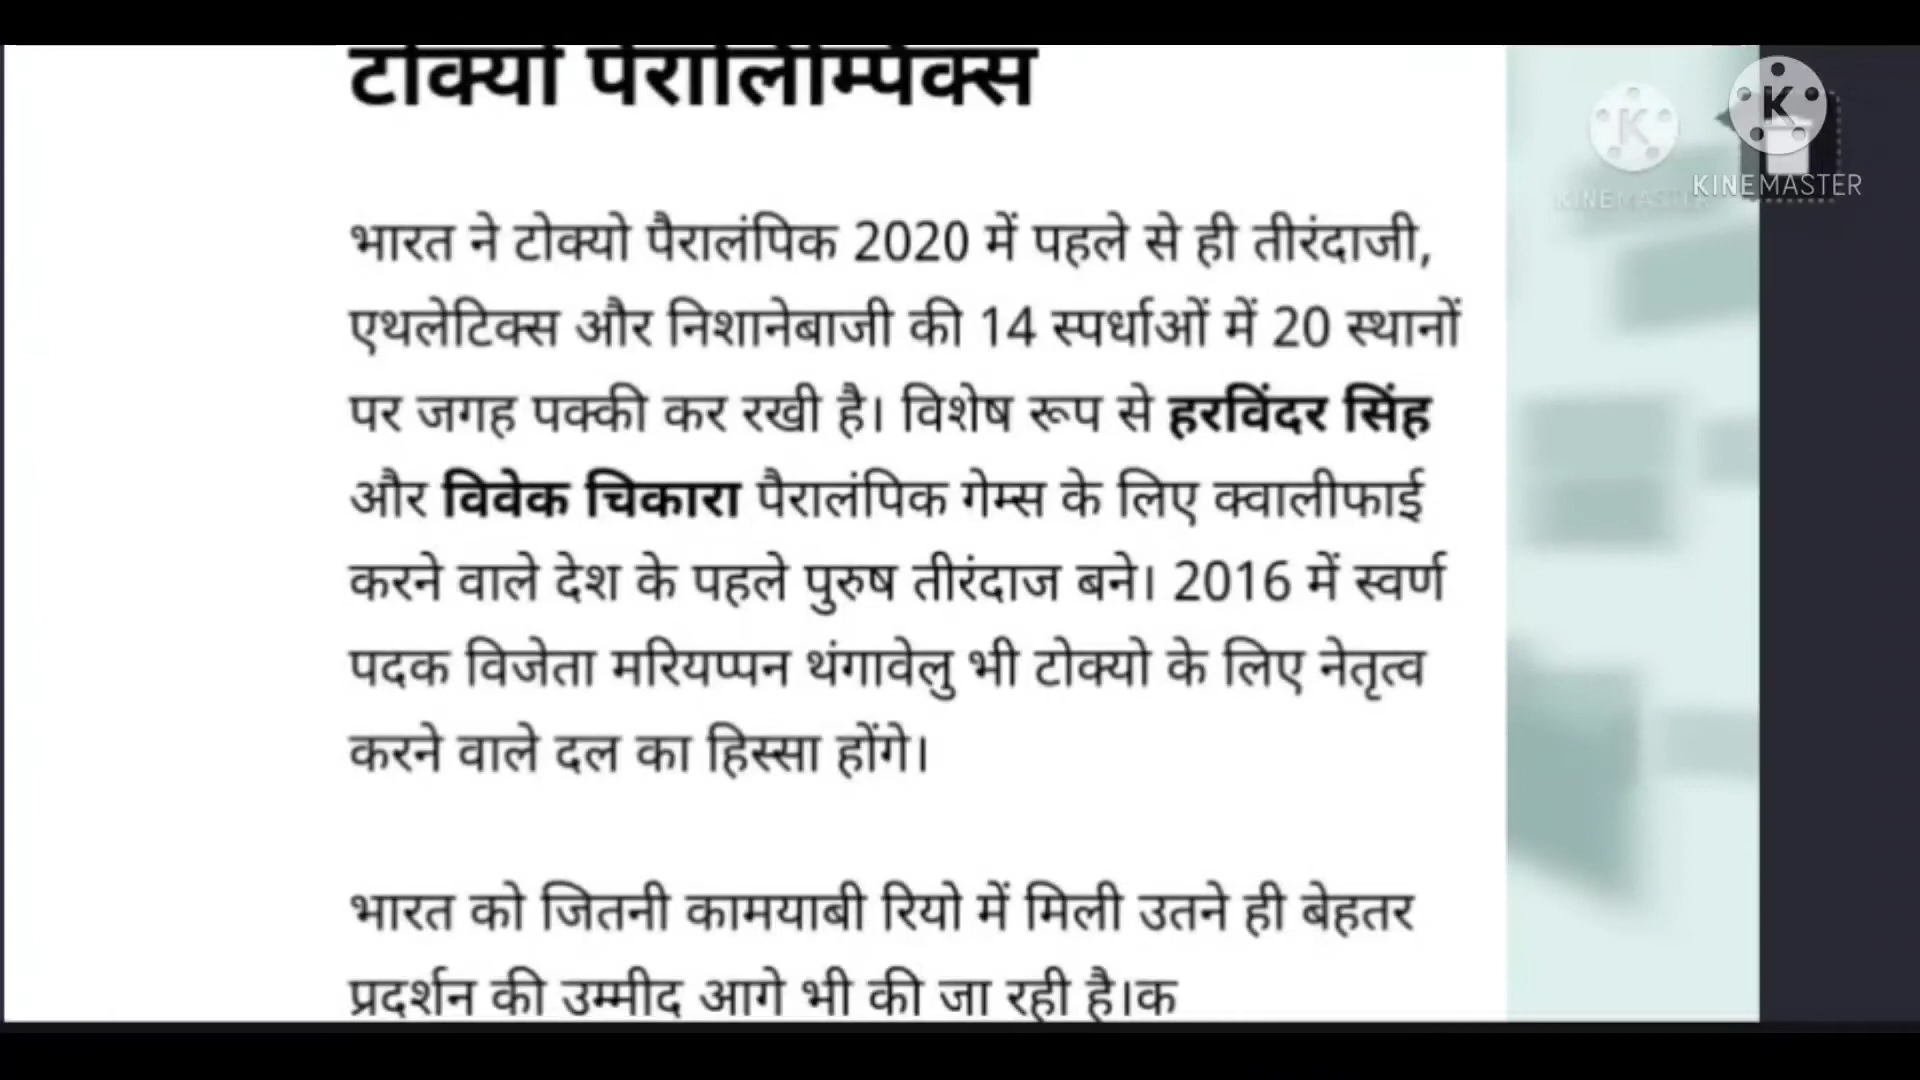 टोक्यो पैरालिम्पिक्स
KINEMASTER
KINEMASTER
भारत ने टोक्यो पैरालंपिक 2020 में पहले से ही तीरंदाजी,
एथलेटिक्स और निशानेबाजी की 14 स्पर्धाओं में 20 स्थानों
पर जगह पक्की कर रखी है। विशेष रूप से हरविंदर सिंह
और विवेक चिकारा पैरालंपिक गेम्स के लिए क्वालीफाई
करने वाले देश के पहले पुरुष तीरंदाज बने। 2016 में स्वर्ण
पदक विजेता मरियप्पन थंगावेलु भी टोक्यो के लिए नेतृत्व
करने वाले दल का हिस्सा होंगे।
भारत को जितनी कामयाबी रियो में मिली उतने ही बेहतर
प्रदर्शन की उम्मीद आगे भी की जा रही है।क